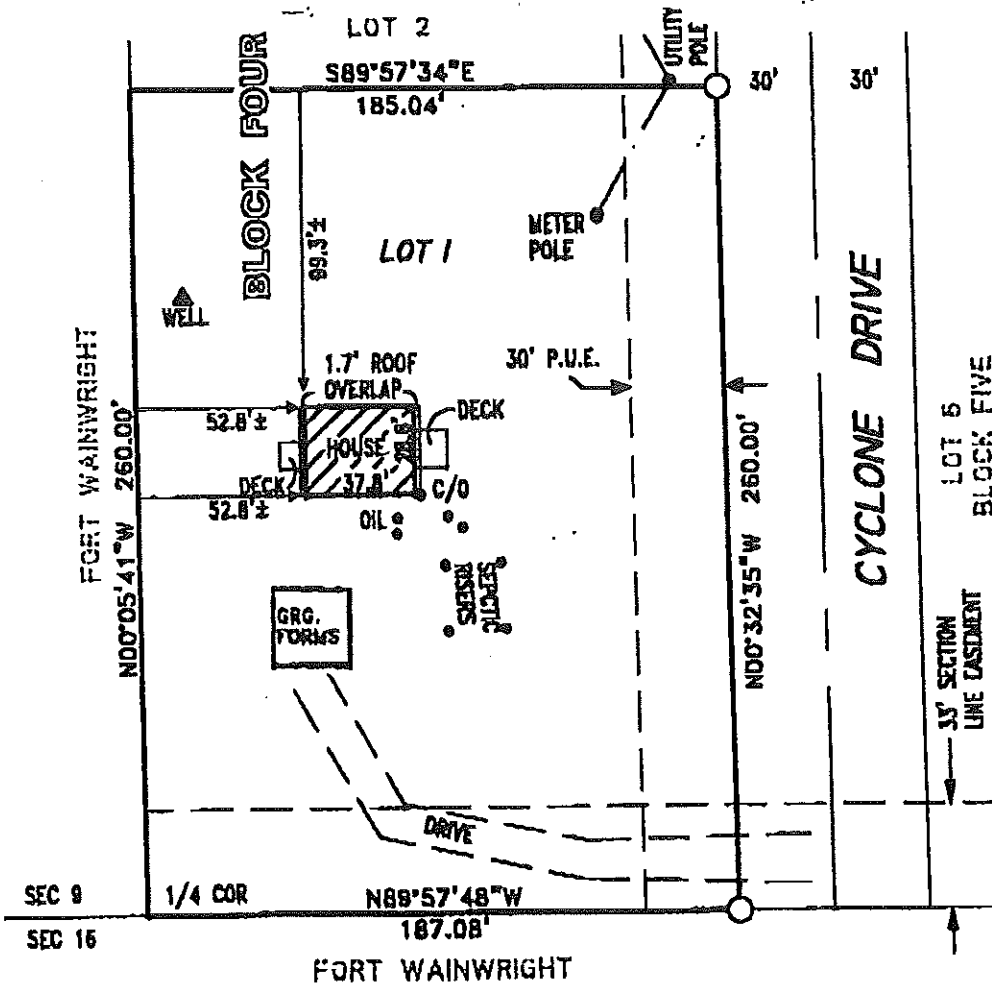 LOT 2
UTILITY
POLE
BLOCK FOUR
S89°57'34"E
185.04'
30'
30'
99.3'±
LOT 1
METER
POLE
WELL
FORT WAINWRIGHT
1.7' ROOF
OVERLAP
30' P.U.E.
DECK
52.8'±
HOUSE
DECK
37.8'
C/O
52.8'±
OIL
N00°05'41"W 260.00'
N00°32'35"W 260.00'
CYCLONE DRIVE
LOT 5
BLOCK FIVE
SEPCTIC
RISERS
GRG.
FORMS
33' SECTION
LINE EASEMENT
DRIVE
SEC 9
1/4 COR
N89°57'48"W
187.08'
SEC 16
FORT WAINWRIGHT